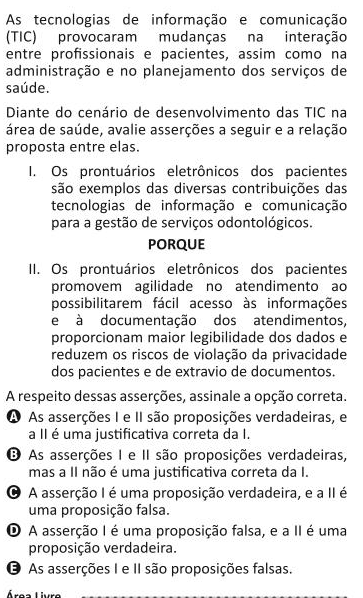 As tecnologias de informação e comunicação
(TIC) provocaram mudanças na interação
entre profissionais e pacientes, assim como na
administração e no planejamento dos serviços de
saúde.
Diante do cenário de desenvolvimento das TIC na
área de saúde, avalie asserções a seguir e a relação
proposta entre elas.
I. Os prontuários eletrônicos dos pacientes
são exemplos das diversas contribuições das
tecnologias de informação e comunicação
para a gestão de serviços odontológicos.
PORQUE
II. Os prontuários eletrônicos dos pacientes
promovem agilidade no atendimento ao
possibilitarem fácil acesso às informações
e à documentação dos atendimentos,
proporcionam maior legibilidade dos dados e
reduzem os riscos de violação da privacidade
dos pacientes e de extravio de documentos.
A respeito dessas asserções, assinale a opção correta.
A As asserções I e II são proposições verdadeiras, e
a II é uma justificativa correta da I.
B As asserções I e II são proposições verdadeiras,
mas a II não é uma justificativa correta da I.
C A asserção I é uma proposição verdadeira, e a II é
uma proposição falsa.
D A asserção I é uma proposição falsa, e a II é uma
proposição verdadeira.
E As asserções I e II são proposições falsas.
Área Livre